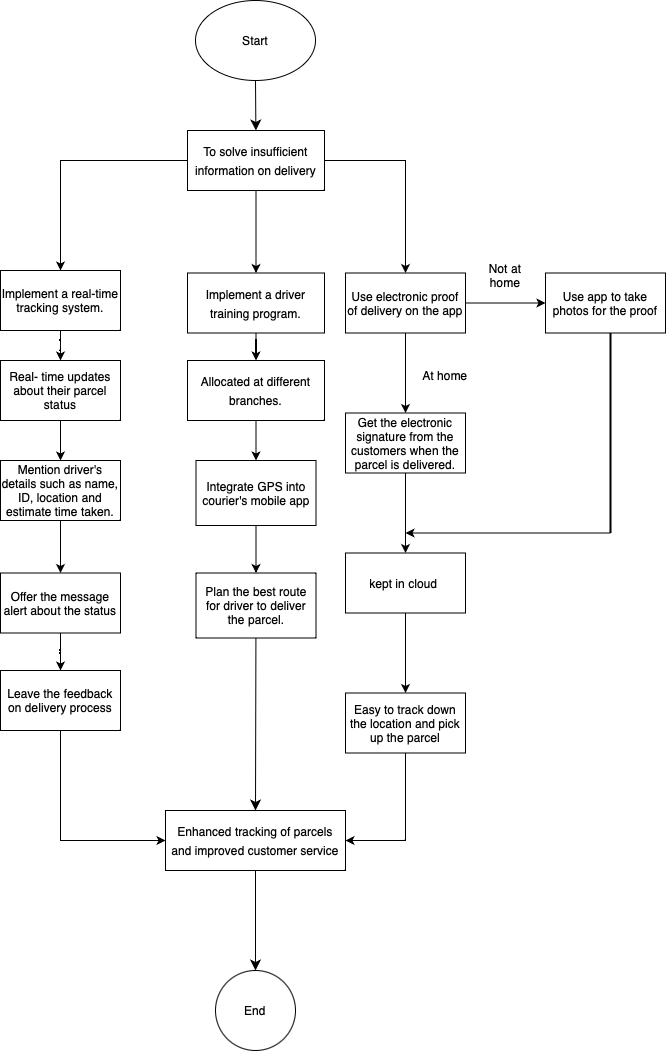 Start
To solve insufficient
information on delivery
Implement a real-time
tracking system.
Real- time updates
about their parcel
status
Mention driver's
details such as name,
ID, location and
estimate time taken.
Offer the message
alert about the status
Leave the feedback
on delivery process
Implement a driver
training program.
Allocated at different
branches.
Integrate GPS into
courier's mobile app
Plan the best route
for driver to deliver
the parcel.
Use electronic proof
of delivery on the app
Not at
home
Use app to take
photos for the proof
At home
Get the electronic
signature from the
customers when the
parcel is delivered.
kept in cloud
Easy to track down
the location and pick
up the parcel
Enhanced tracking of parcels
and improved customer service
End